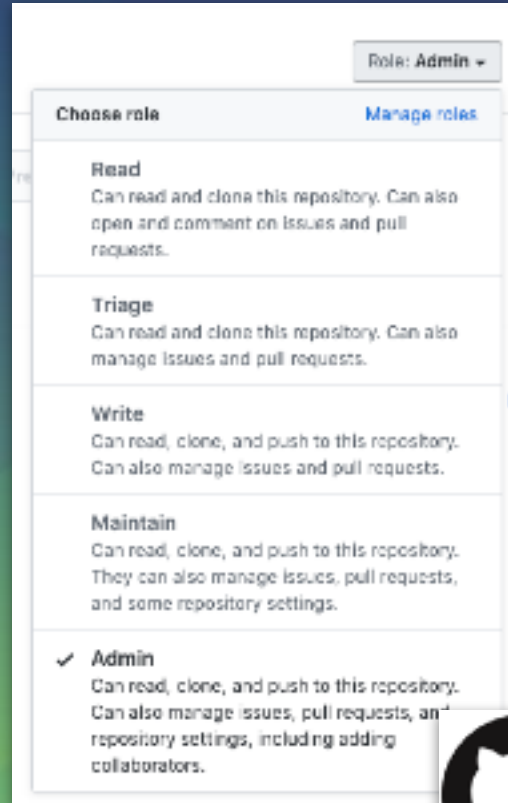 Role: Admin
Choose role Manage roles
Read
Can read and clone this repository. Can also
open and comment on issues and pull
requests.
Triage
Can read and clone this repository. Can also
manage issues and pull requests.
Write
Can read, clone, and push to this repository.
Can also manage issues and pull requests.
Maintain
Can read, clone, and push to this repository.
They can also manage issues, pull requests,
and some repository settings.
Admin
Can read, clone, and push to this repository.
Can also manage issues, pull requests, and
repository settings, including adding
collaborators.